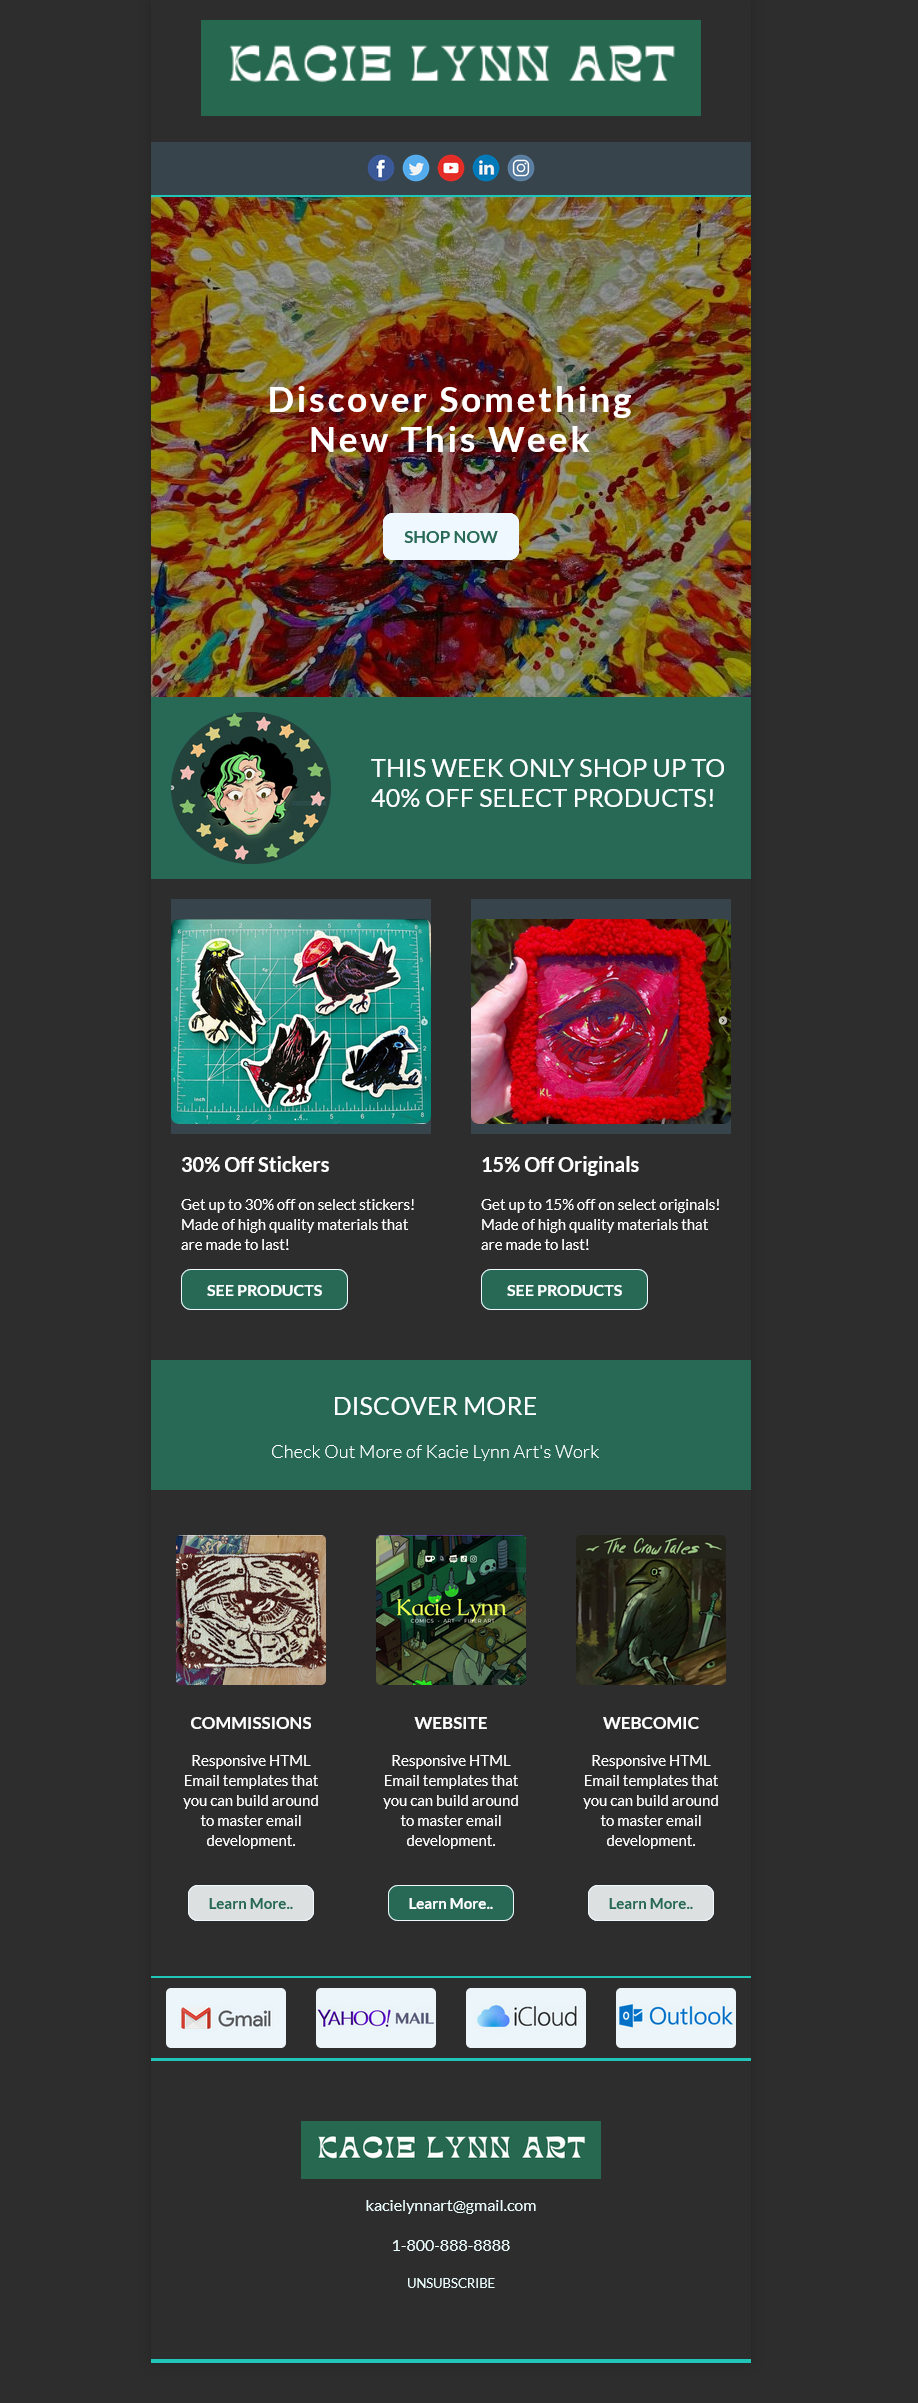 KACIE LYNN ART
Discover Something
New This Week
SHOP NOW
THIS WEEK ONLY SHOP UP TO
40% OFF SELECT PRODUCTS!
inch
KL
30% Off Stickers
Get up to 30% off on select stickers!
Made of high quality materials that
are made to last!
SEE PRODUCTS
15% Off Originals
Get up to 15% off on select originals!
Made of high quality materials that
are made to last!
SEE PRODUCTS
DISCOVER MORE
Check Out More of Kacie Lynn Art's Work
Kacie Lynn
COMICS - ART - FIBER ART
The Crow Tales
COMMISSIONS
Responsive HTML
Email templates that
you can build around
to master email
development.
Learn More..
WEBSITE
Responsive HTML
Email templates that
you can build around
to master email
development.
Learn More..
WEBCOMIC
Responsive HTML
Email templates that
you can build around
to master email
development.
Learn More..
Gmail
YAHOO! MAIL
iCloud
Outlook
KACIE LYNN ART
kacielynnart@gmail.com
1-800-888-8888
UNSUBSCRIBE